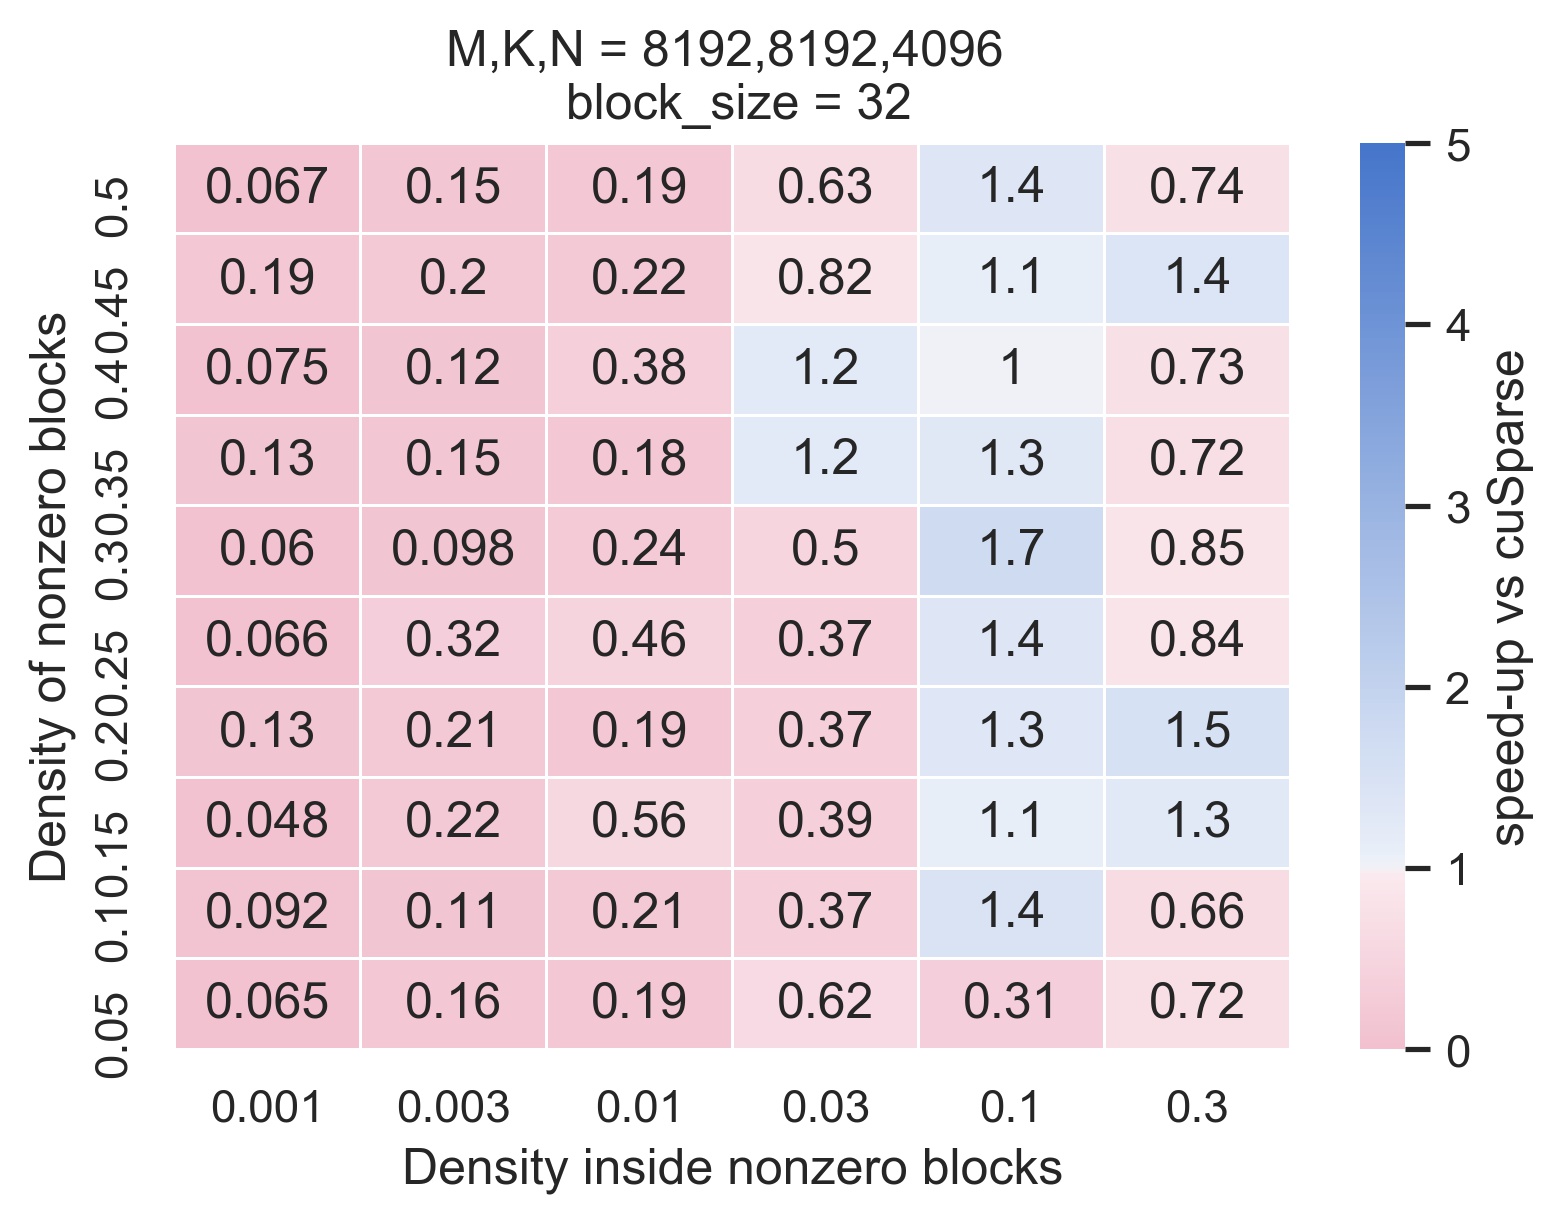 M,K,N = 8192,8192,4096
block_size = 32
Density of nonzero blocks
0.5 0.067 0.15 0.19 0.63 1.4 0.74
0.45 0.19 0.2 0.22 0.82 1.1 1.4
0.4 0.075 0.12 0.38 1.2 1 0.73
0.35 0.13 0.15 0.18 1.2 1.3 0.72
0.3 0.06 0.098 0.24 0.5 1.7 0.85
0.25 0.066 0.32 0.46 0.37 1.4 0.84
0.2 0.13 0.21 0.19 0.37 1.3 1.5
0.15 0.048 0.22 0.56 0.39 1.1 1.3
0.1 0.092 0.11 0.21 0.37 1.4 0.66
0.05 0.065 0.16 0.19 0.62 0.31 0.72
0.001 0.003 0.01 0.03 0.1 0.3
Density inside nonzero blocks
5
4
3
2
1
0
speed-up vs cuSparse